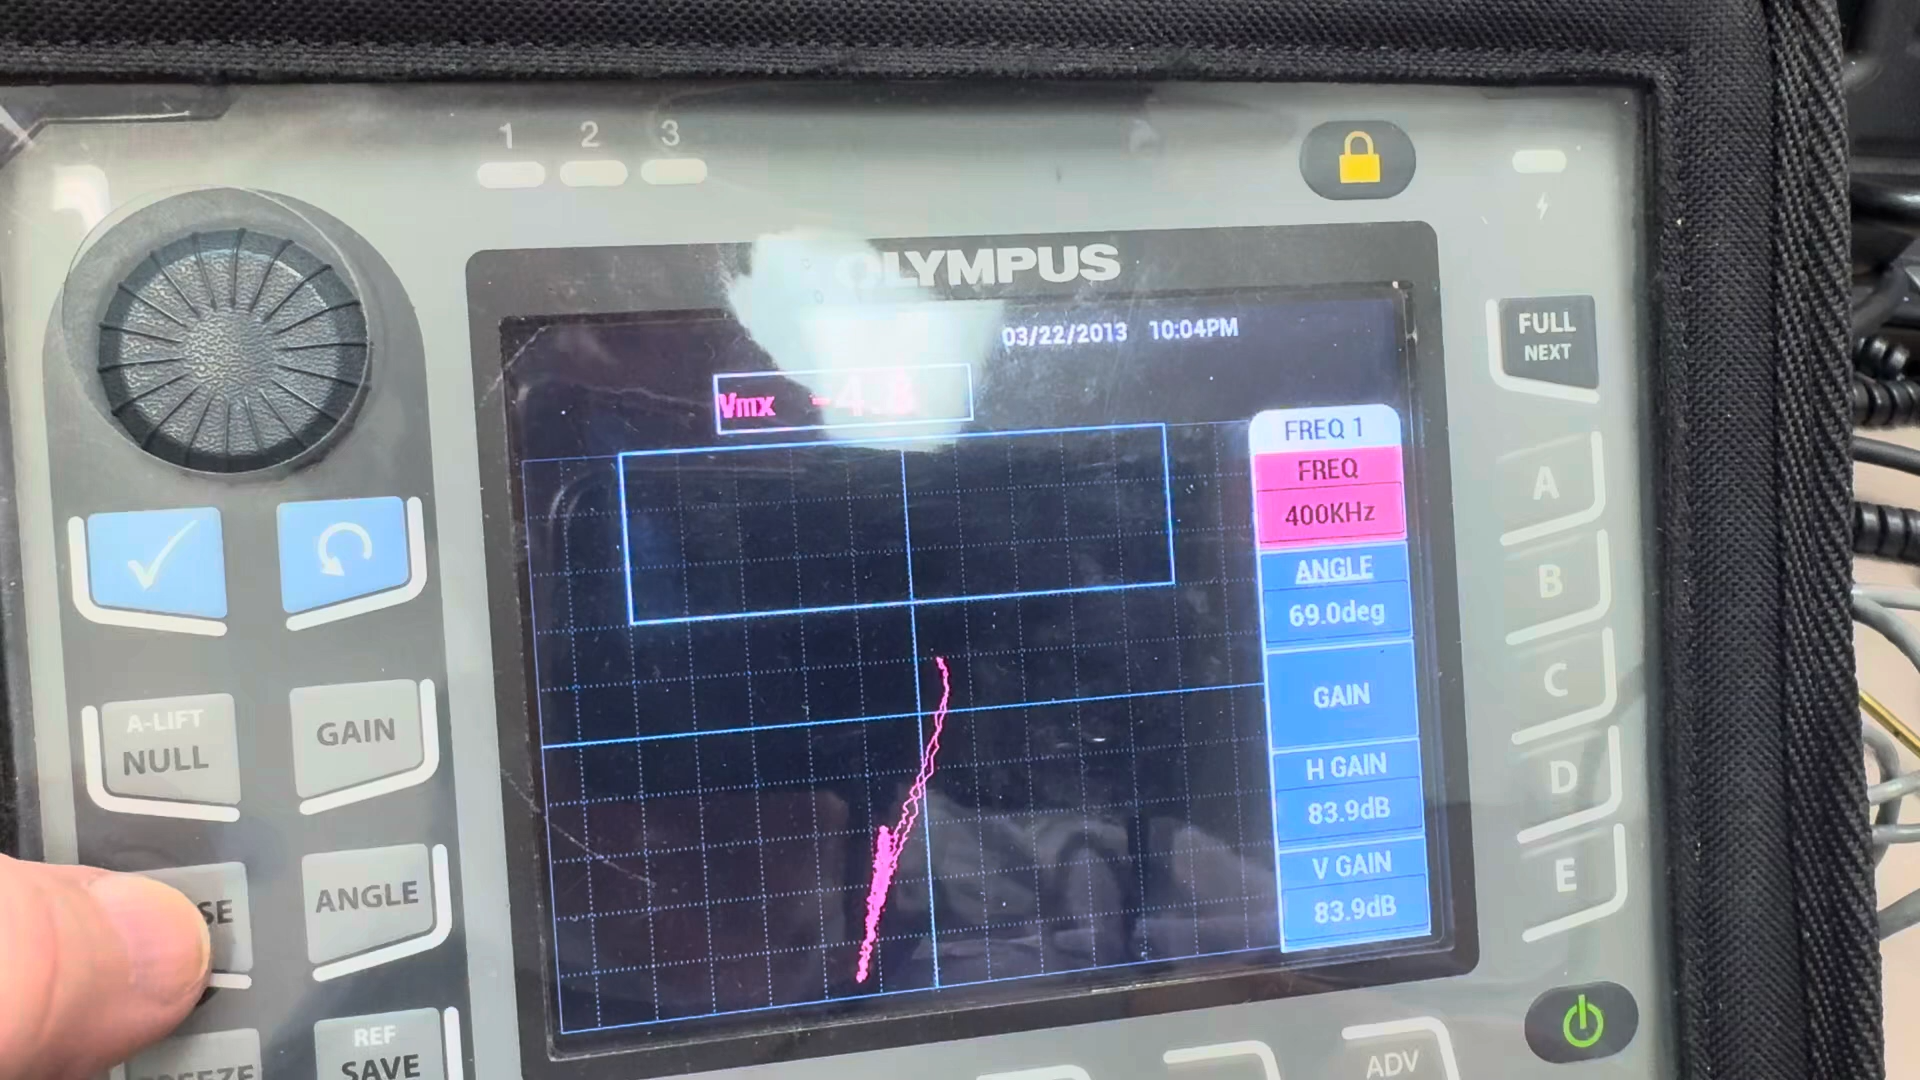 1 2 3
OLYMPUS
03/22/2013 10:04PM
Vmx
FREQ 1
FREQ
400KHz
ANGLE
69.0deg
GAIN
H GAIN
83.9dB
V GAIN
83.9dB
FULL
NEXT
A
B
C
D
E
A-LIFT
NULL
GAIN
ANGLE
REF
SAVE
ADV